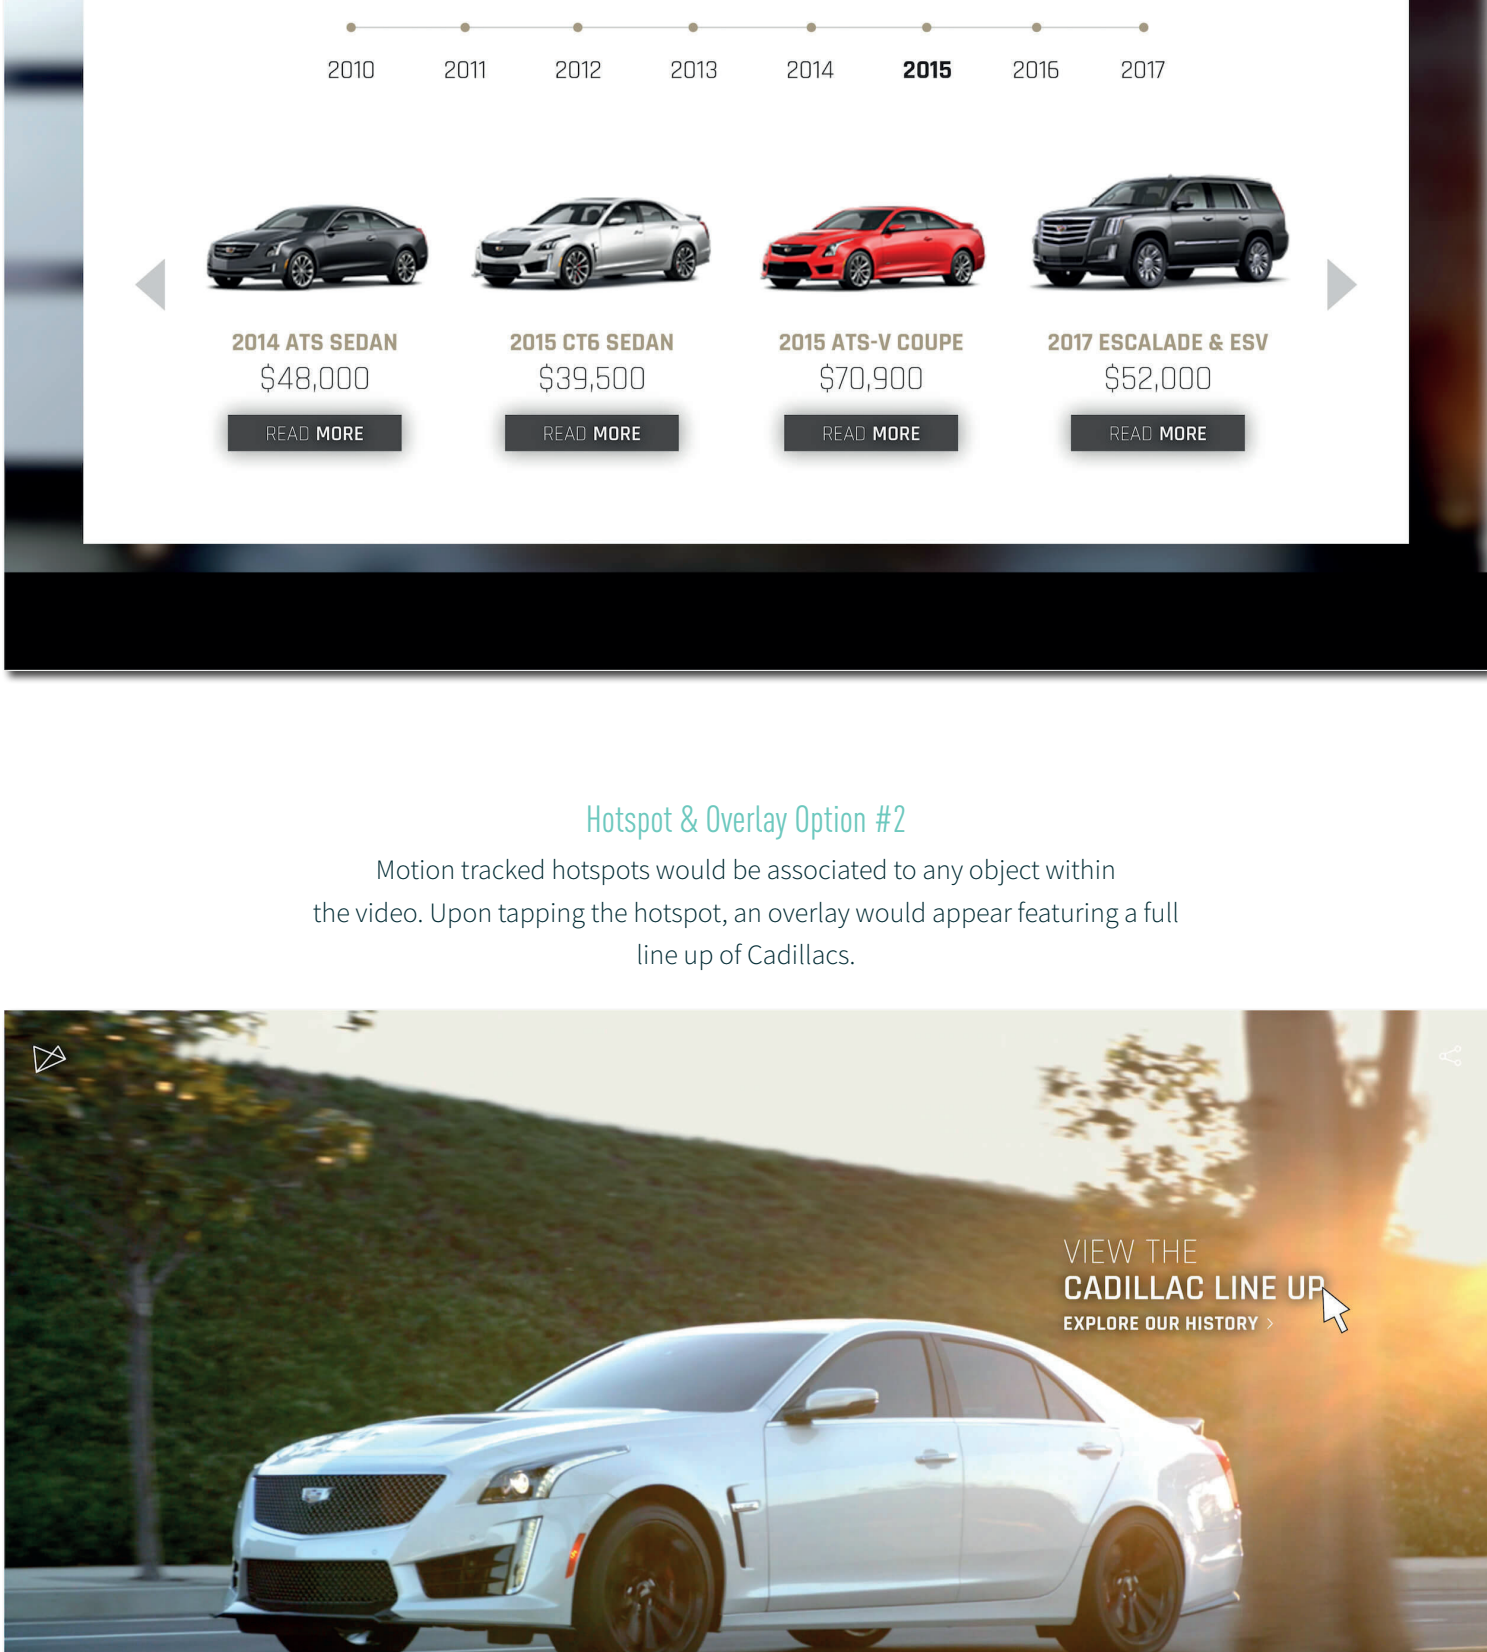 2010 2011 2012 2013 2014 2015 2016 2017
2014 ATS SEDAN 2015 CT6 SEDAN 2015 ATS-V COUPE 2017 ESCALADE & ESV
$48,000 $39,500 $70,900 $52,000
READ MORE READ MORE READ MORE READ MORE
Hotspot & Overlay Option #2
Motion tracked hotspots would be associated to any object within
the video. Upon tapping the hotspot, an overlay would appear featuring a full
line up of Cadillacs.
VIEW THE
CADILLAC LINE UP
EXPLORE OUR HISTORY >